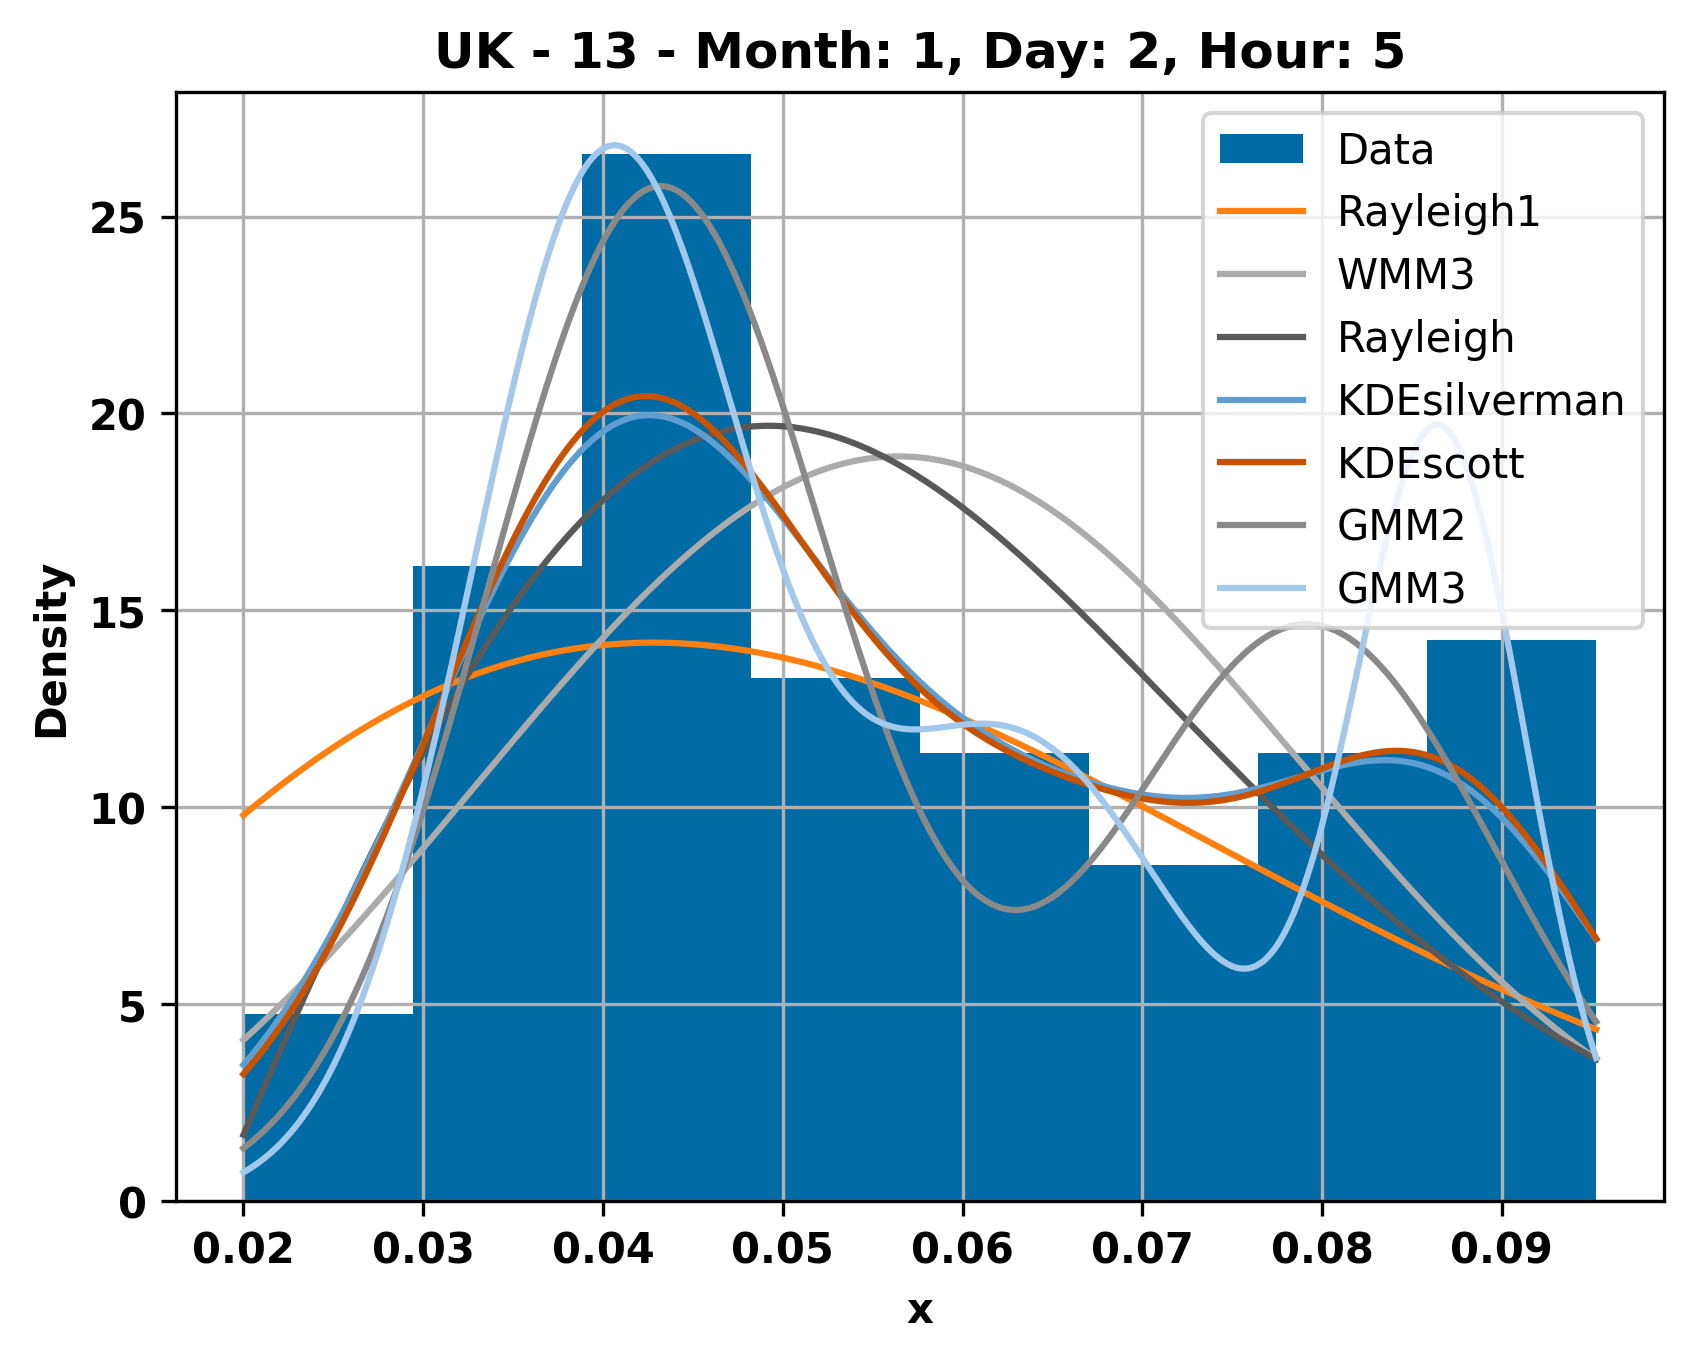 UK - 13 - Month: 1, Day: 2, Hour: 5
Data
Rayleigh1
WMM3
Rayleigh
KDEsilverman
KDEscott
GMM2
GMM3
Density
25
20
15
10
5
0
0.02 0.03 0.04 0.05 0.06 0.07 0.08 0.09
x